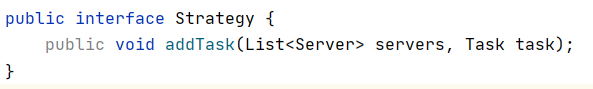 public interface Strategy {
    public void addTask(List<Server> servers, Task task);
}